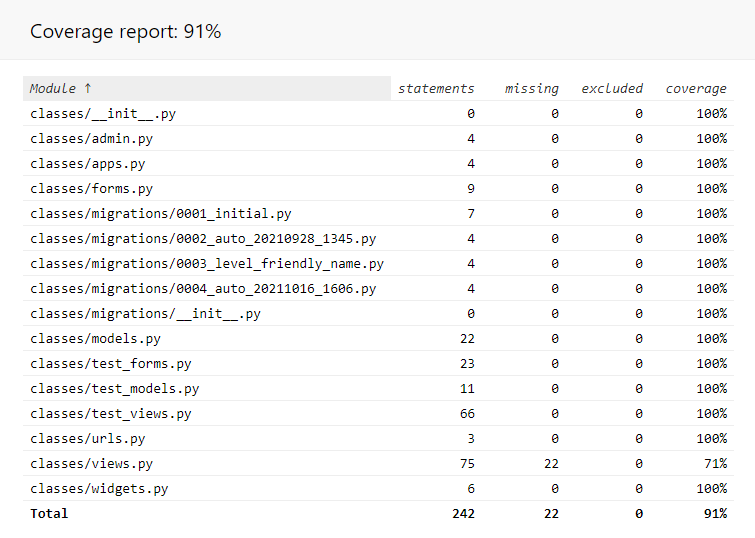 Coverage report: 91%
Module ↑ statements missing excluded coverage
classes/__init__.py 0 0 0 100%
classes/admin.py 4 0 0 100%
classes/apps.py 4 0 0 100%
classes/forms.py 9 0 0 100%
classes/migrations/0001_initial.py 7 0 0 100%
classes/migrations/0002_auto_20210928_1345.py 4 0 0 100%
classes/migrations/0003_level_friendly_name.py 4 0 0 100%
classes/migrations/0004_auto_20211016_1606.py 4 0 0 100%
classes/migrations/__init__.py 0 0 0 100%
classes/models.py 22 0 0 100%
classes/test_forms.py 23 0 0 100%
classes/test_models.py 11 0 0 100%
classes/test_views.py 66 0 0 100%
classes/urls.py 3 0 0 100%
classes/views.py 75 22 0 71%
classes/widgets.py 6 0 0 100%
Total 242 22 0 91%